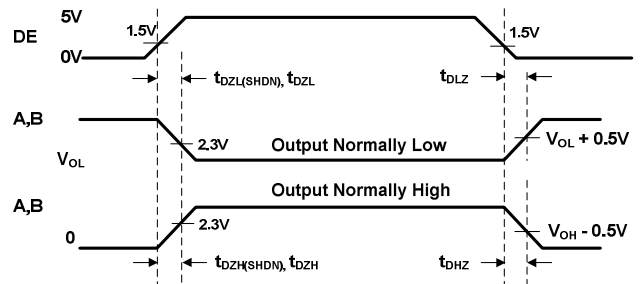 5V
DE
1.5V
1.5V
0V
tDZL(SHDN), tDZL
tDLZ
A,B
2.3V
Output Normally Low
VOL + 0.5V
VOL
Output Normally High
A,B
2.3V
VOH - 0.5V
0
tDZH(SHDN), tDZH
tDHZ